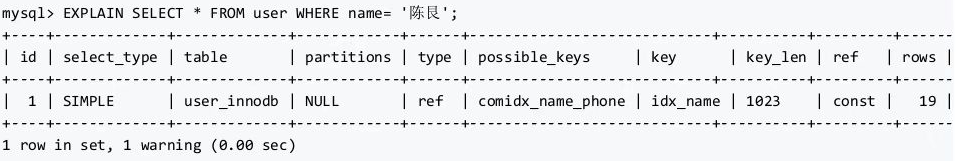 mysql> EXPLAIN SELECT * FROM user WHERE name= '陈艮';
+----+-------------+-------------+------------+------+------------------+----------+---------+-------+------
| id | select_type | table       | partitions | type | possible_keys    | key      | key_len | ref   | rows |
+----+-------------+-------------+------------+------+------------------+----------+---------+-------+------
|  1 | SIMPLE      | user_innodb | NULL       | ref  | comidx_name_phone | idx_name | 1023    | const |   19 |
+----+-------------+-------------+------------+------+------------------+----------+---------+-------+------
1 row in set, 1 warning (0.00 sec)